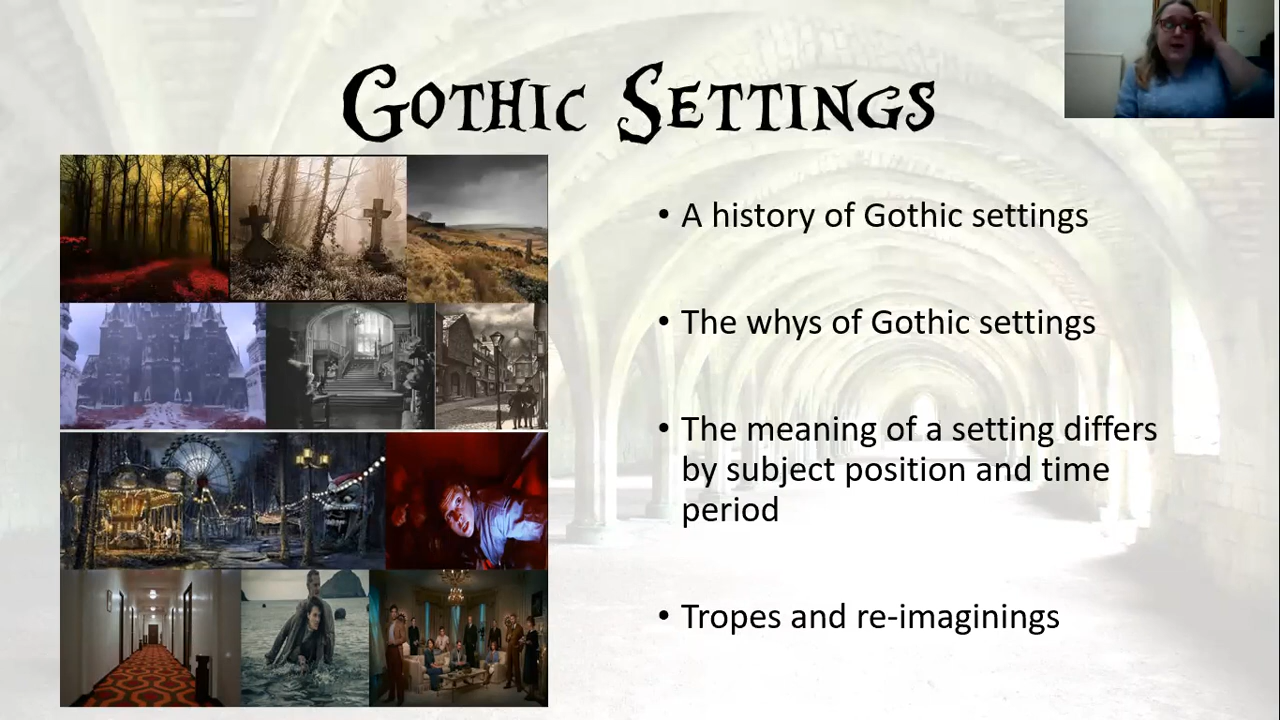 Gothic Settings
• A history of Gothic settings
• The whys of Gothic settings
• The meaning of a setting differs
by subject position and time
period
• Tropes and re-imaginings